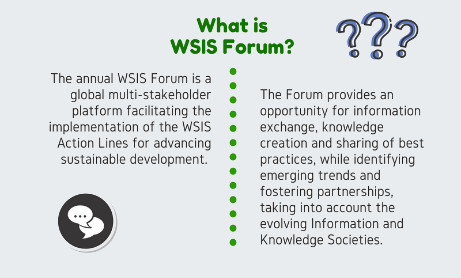 What is
WSIS Forum?
???
The annual WSIS Forum is a
global multi-stakeholder
platform facilitating the
implementation of the WSIS
Action Lines for advancing
sustainable development.
The Forum provides an
opportunity for information
exchange, knowledge
creation and sharing of best
practices, while identifying
emerging trends and
fostering partnerships,
taking into account the
evolving Information and
Knowledge Societies.